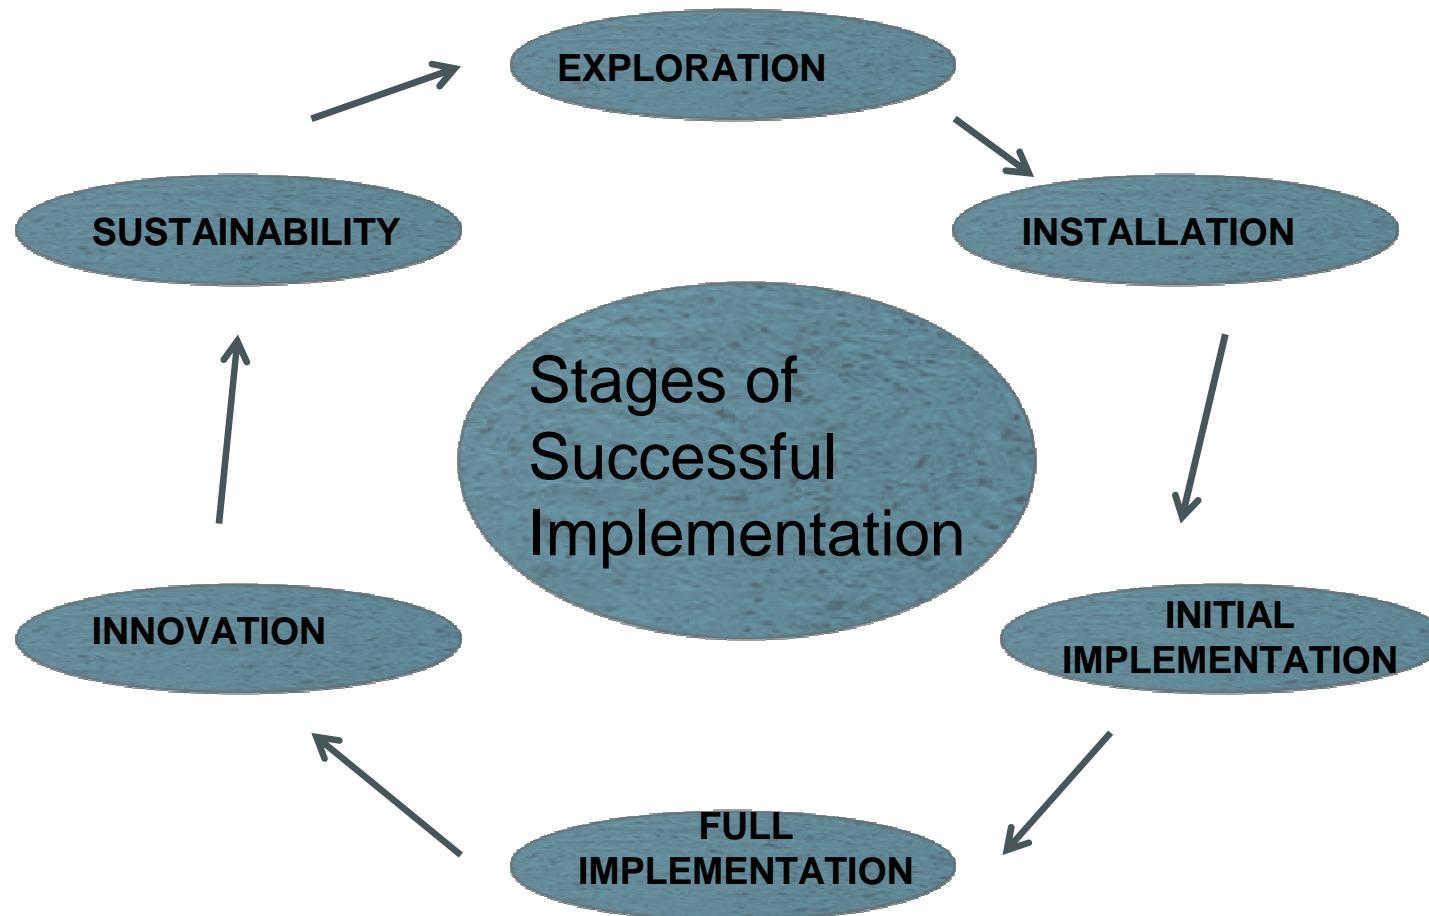 EXPLORATION
SUSTAINABILITY
INSTALLATION
Stages of
Successful
Implementation
INNOVATION
INITIAL
IMPLEMENTATION
FULL
IMPLEMENTATION